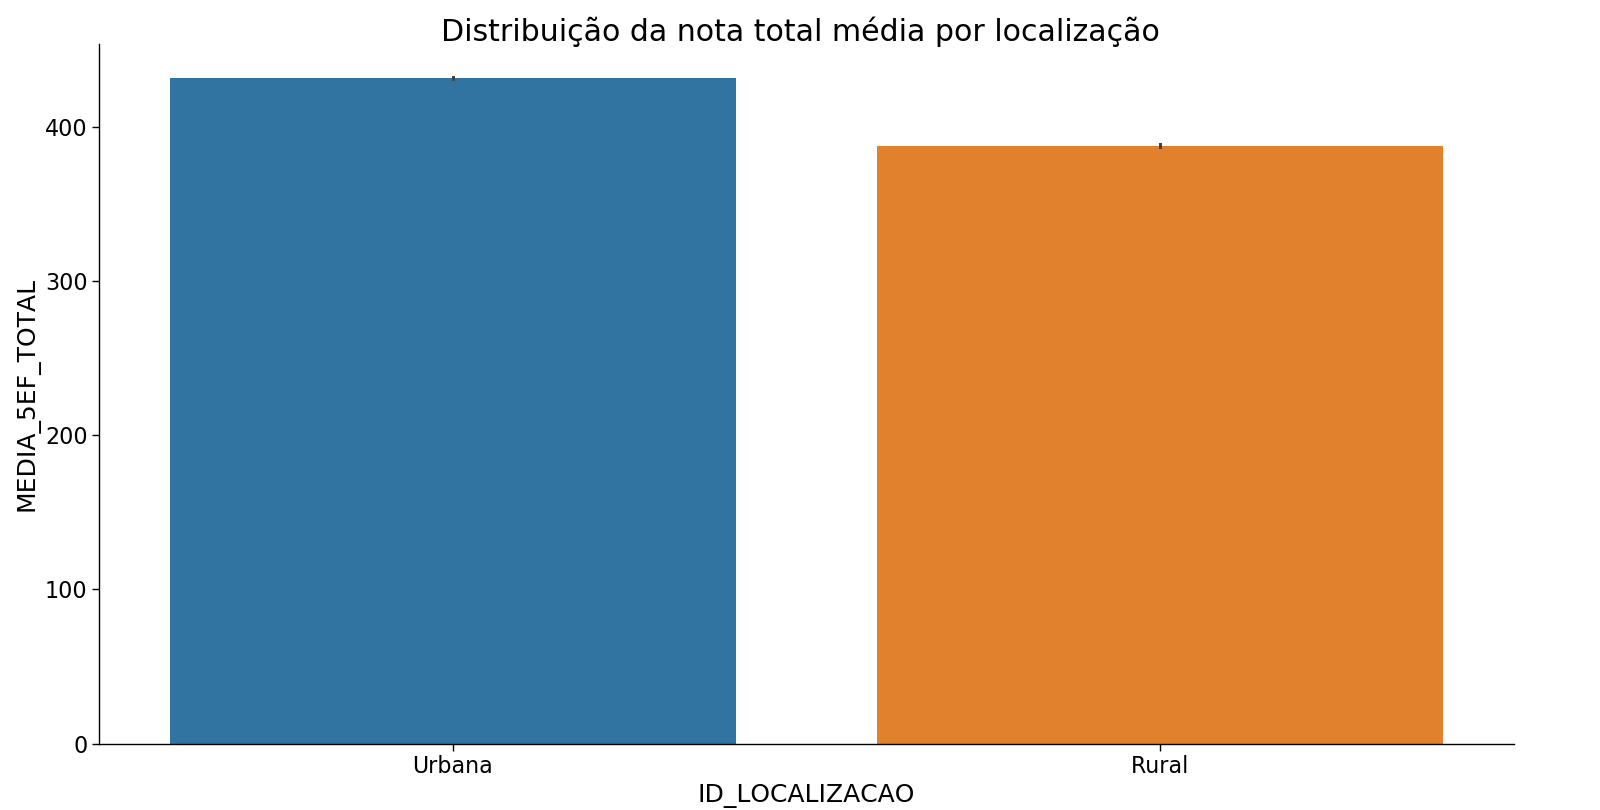 Distribuição da nota total média por localização
MEDIA_5EF_TOTAL
400
300
200
100
0
Urbana
Rural
ID_LOCALIZACAO